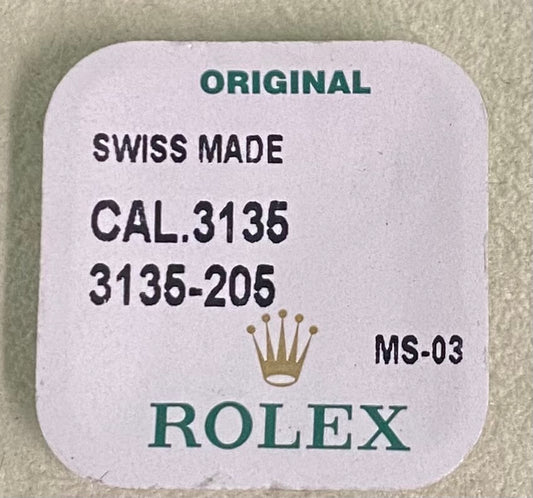 ORIGINAL
SWISS MADE
CAL.3135
3135-205
MS-03
ROLEX